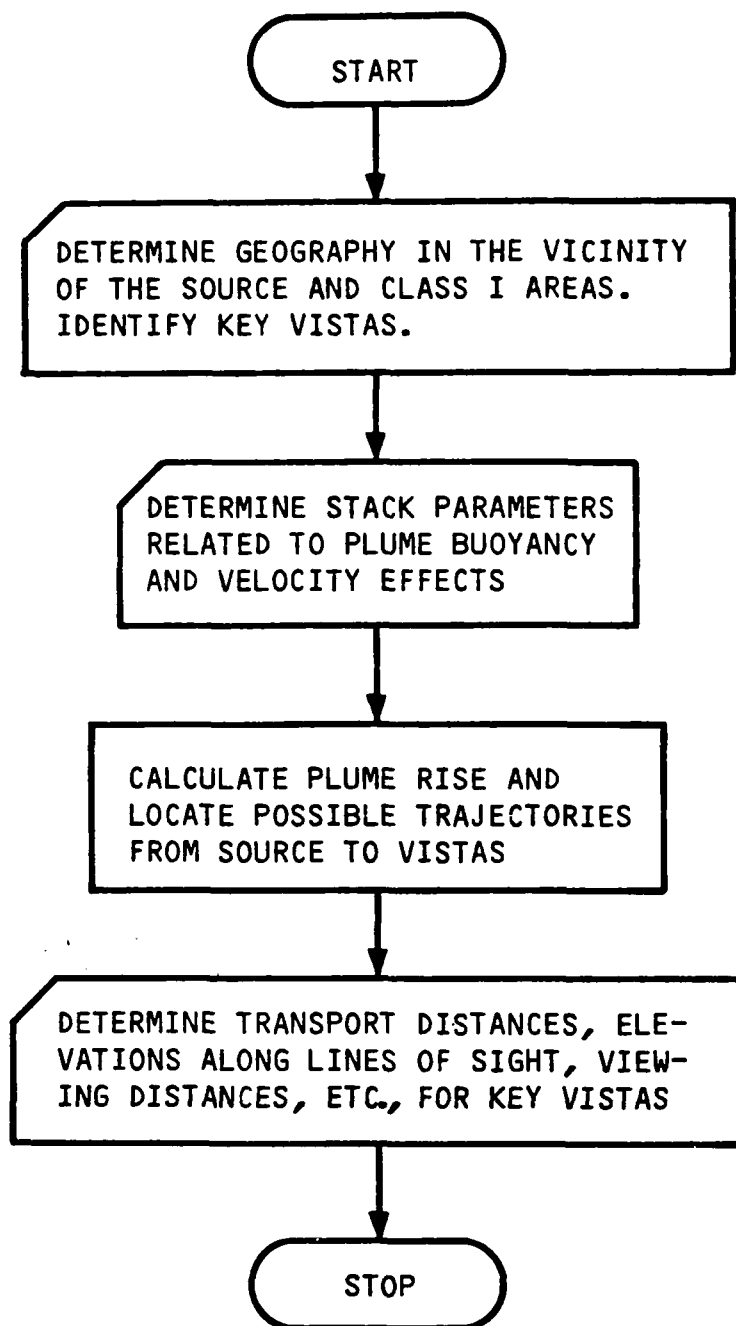 START
DETERMINE GEOGRAPHY IN THE VICINITY
OF THE SOURCE AND CLASS I AREAS.
IDENTIFY KEY VISTAS.
DETERMINE STACK PARAMETERS
RELATED TO PLUME BUOYANCY
AND VELOCITY EFFECTS
CALCULATE PLUME RISE AND
LOCATE POSSIBLE TRAJECTORIES
FROM SOURCE TO VISTAS
DETERMINE TRANSPORT DISTANCES, ELE-
VATIONS ALONG LINES OF SIGHT, VIEW-
ING DISTANCES, ETC., FOR KEY VISTAS
STOP